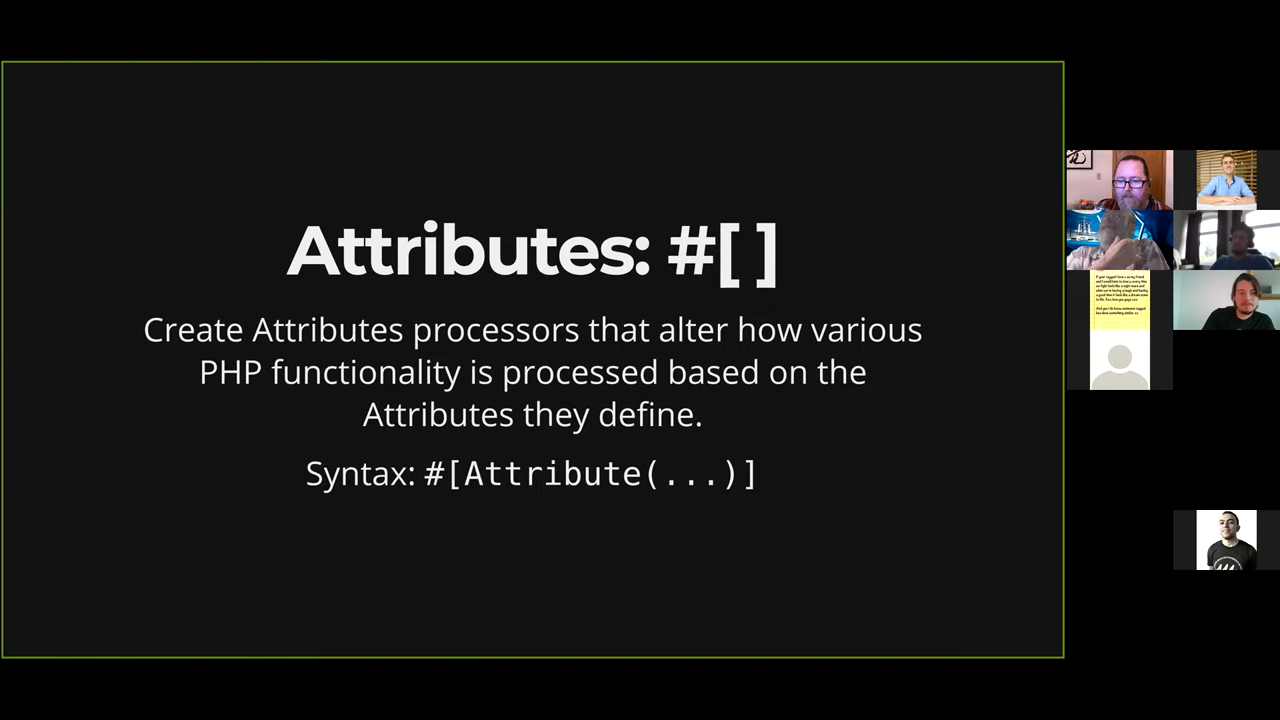 Attributes: #[ ]
Create Attributes processors that alter how various
PHP functionality is processed based on the
Attributes they define.
Syntax: #[Attribute(...)]